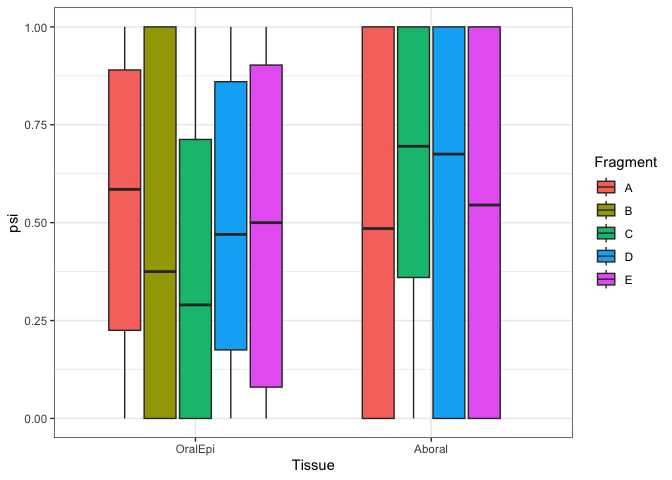 1.00
0.75
0.50
0.25
0.00
psi
OralEpi
Aboral
Tissue
Fragment
A
B
C
D
E